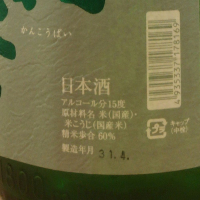 かんこうばい
日本酒
アルコール分15度
原材料名 米(国産)・
米こうじ(国産米)
精米歩合 60%
製造年月 31.4.
キャップ
(中栓)